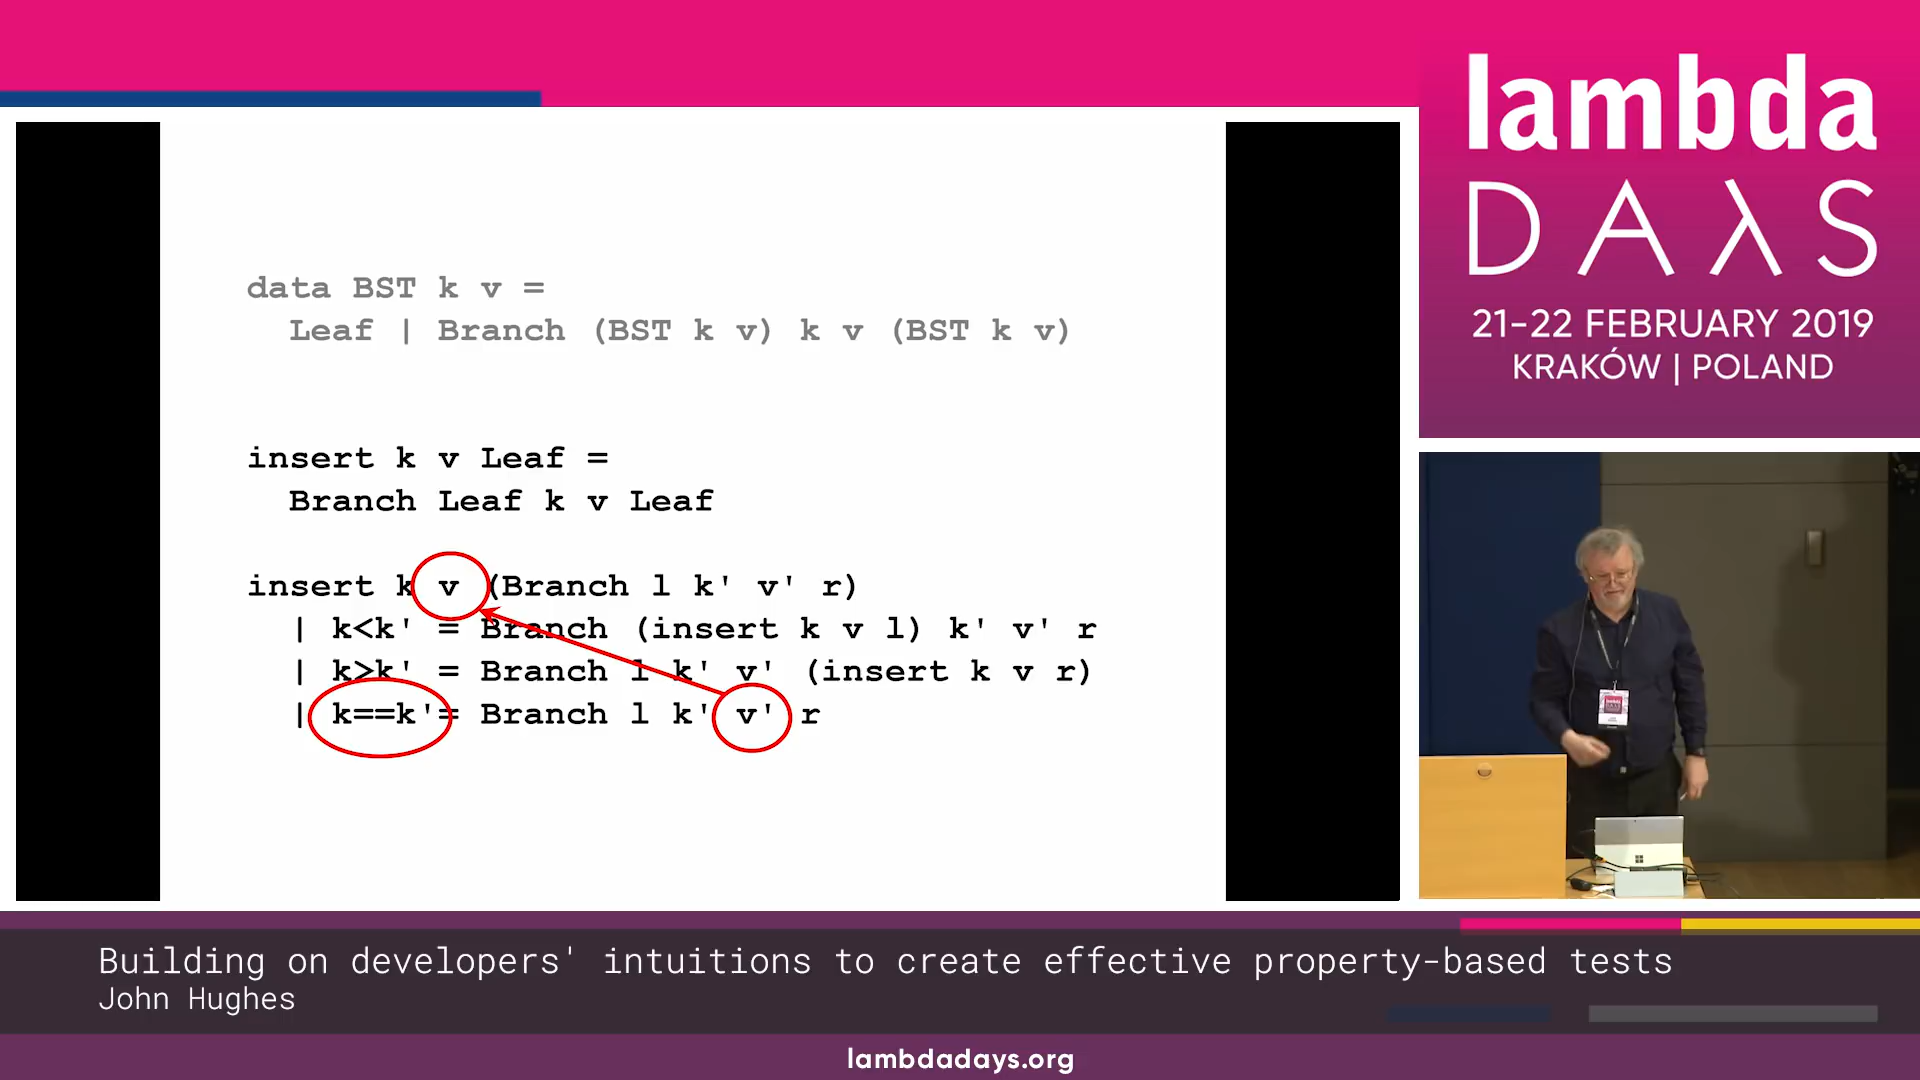 data BST k v =
Leaf | Branch (BST k v) k v (BST k v)
insert k v Leaf =
Branch Leaf k v Leaf
insert k v (Branch l k' v' r)
| k<k' = Branch (insert k v l) k' v' r
| k>k' = Branch l k' v' (insert k v r)
| k==k'= Branch l k' v' r
lambda
DAλS
21-22 FEBRUARY 2019
KRAKÓW | POLAND
Building on developers' intuitions to create effective property-based tests
John Hughes
lambdadays.org